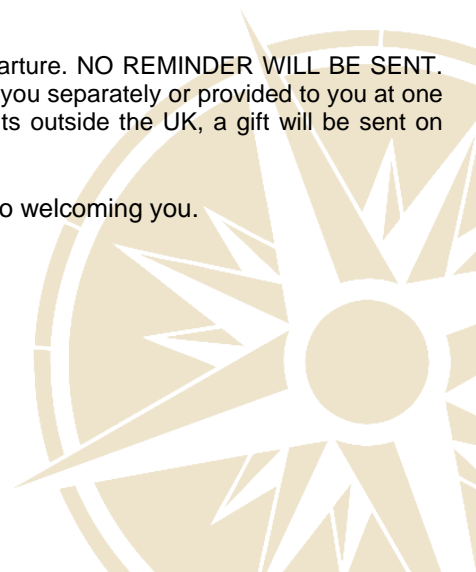 arture. NO REMINDER WILL BE SENT.
you separately or provided to you at one
ts outside the UK, a gift will be sent on
o welcoming you.